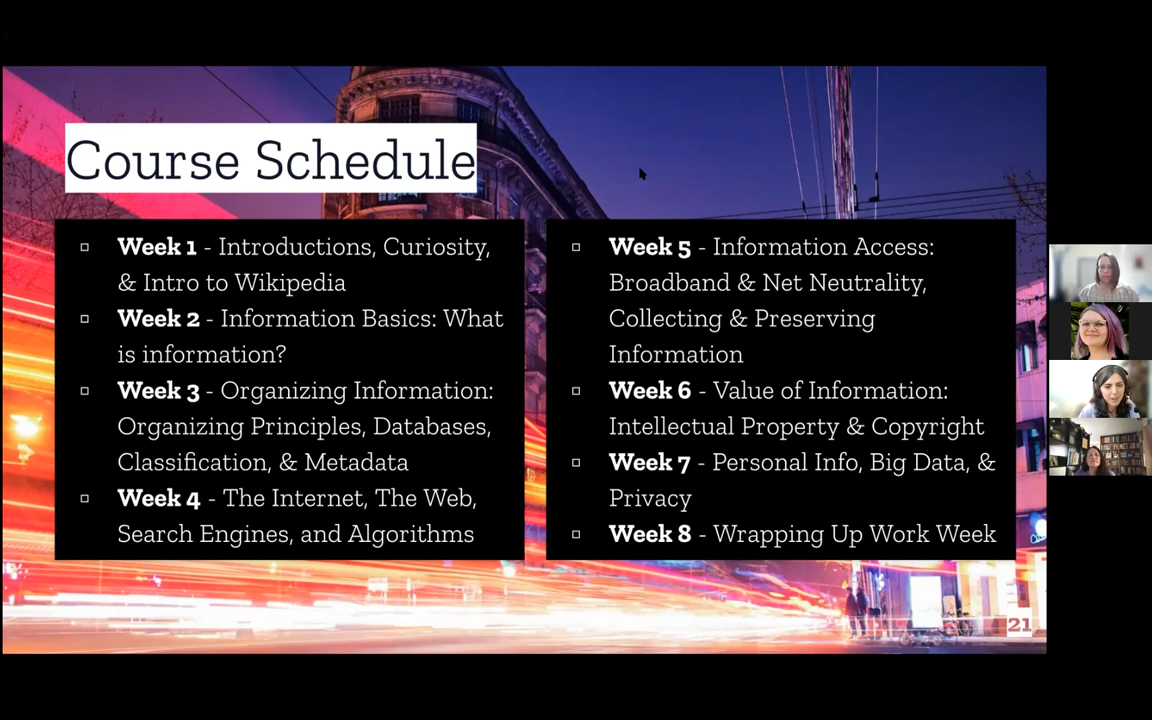 Course Schedule
Week 1 - Introductions, Curiosity,
& Intro to Wikipedia
Week 2 - Information Basics: What
is information?
Week 3 - Organizing Information:
Organizing Principles, Databases,
Classification, & Metadata
Week 4 - The Internet, The Web,
Search Engines, and Algorithms
Week 5 - Information Access:
Broadband & Net Neutrality,
Collecting & Preserving
Information
Week 6 - Value of Information:
Intellectual Property & Copyright
Week 7 - Personal Info, Big Data, &
Privacy
Week 8 - Wrapping Up Work Week
21